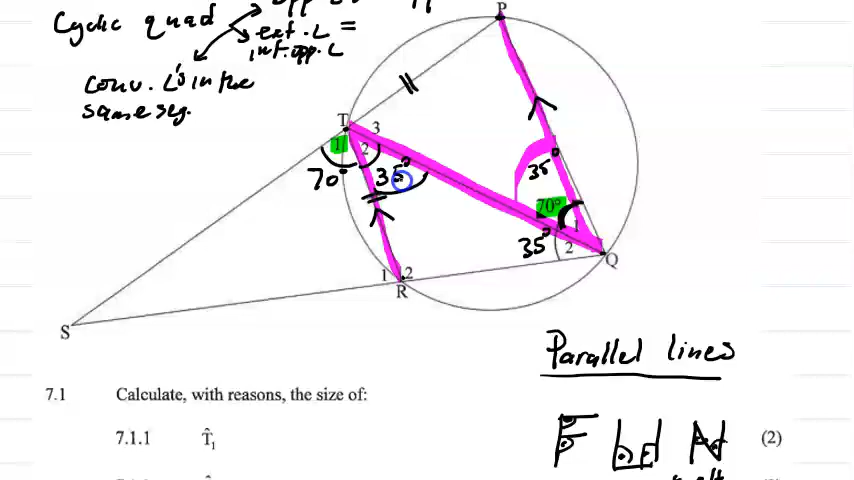 Cyclic quad
ext. L =
int. opp. L
Conv. L's in the
same seg.
P
T
3
1
2
70°
35°
35°
70°
1
35°
2
Q
1
2
R
S
Parallel lines
7.1 Calculate, with reasons, the size of:
7.1.1 T̂₁ (2)